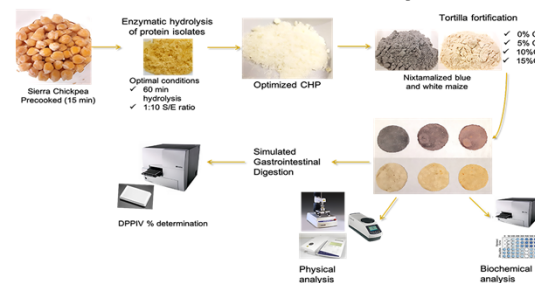 Sierra Chickpea
Precooked (15 min)
Enzymatic hydrolysis
of protein isolates
Optimal conditions
✓ 60 min
hydrolysis
✓ 1:10 S/E ratio
Optimized CHP
Tortilla fortification
✓ 0% C
✓ 5% C
✓ 10%C
✓ 15%C
Nixtamalized blue
and white maize
Simulated
Gastrointestinal
Digestion
DPPIV % determination
Physical
analysis
Biochemical
analysis